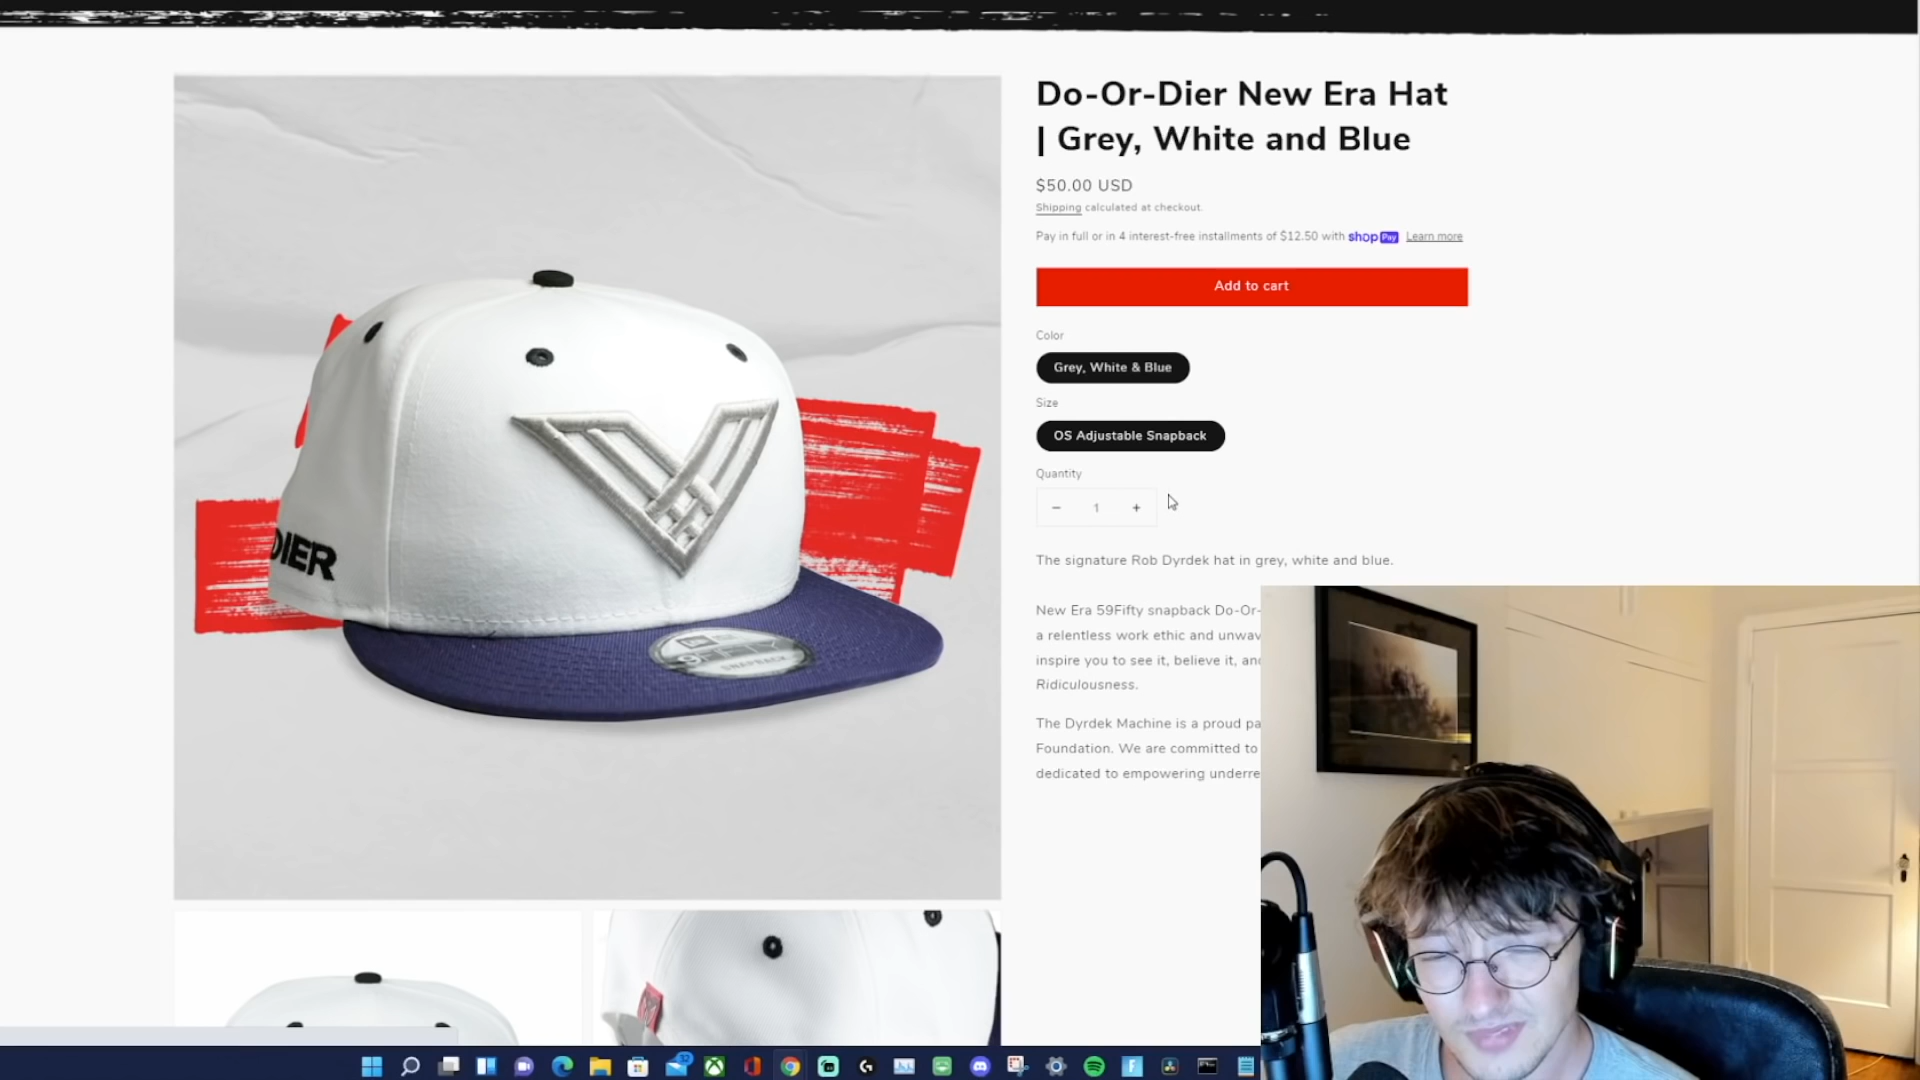 Do-Or-Dier New Era Hat
| Grey, White and Blue
$50.00 USD
Shipping calculated at checkout.
Pay in full or in 4 interest-free installments of $12.50 with shop Pay Learn more
Add to cart
Color
Grey, White & Blue
Size
OS Adjustable Snapback
Quantity
− 1 +
The signature Rob Dyrdek hat in grey, white and blue.
New Era 59Fifty snapback Do-Or-
a relentless work ethic and unwav
inspire you to see it, believe it, and
Ridiculousness.
The Dyrdek Machine is a proud pa
Foundation. We are committed to
dedicated to empowering underre
DIER
9FIFTY
SNAPBACK
32